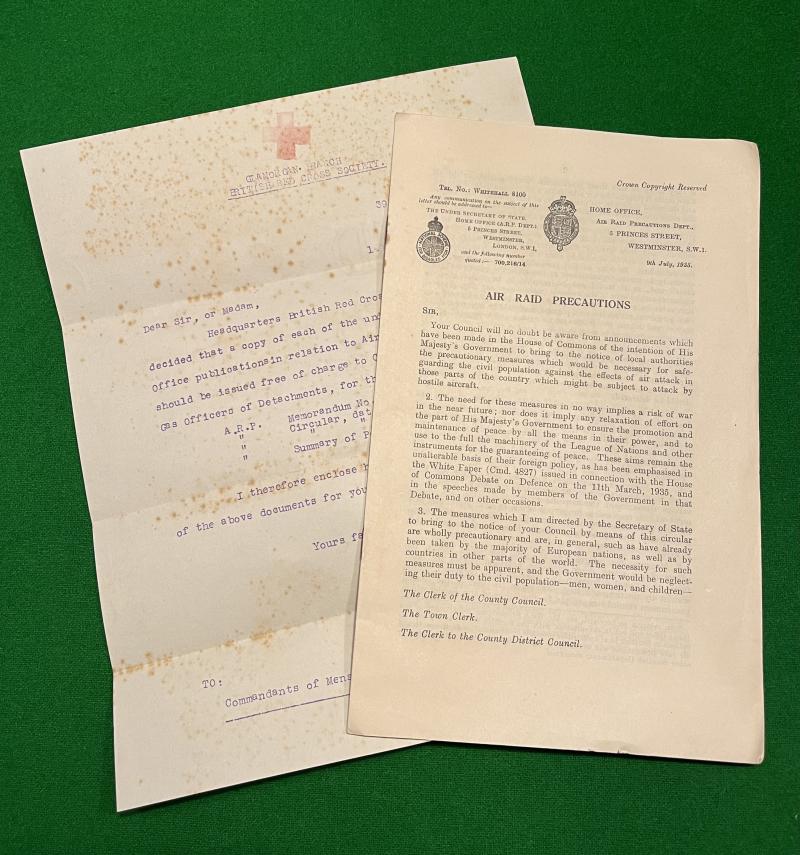 GLAMORGAN BRANCH
BRITISH RED CROSS SOCIETY.
39
Dear Sir, or Madam,
Headquarters British Red Cros
decided that a copy of each of the un
Office publicationsin relation to Air
should be issued free of charge to
Gas Officers of Detachments, for th
A.R.P. Memorandum No.
" Circular, dat
" Summary of P
I therefore enclose h
of the above documents for you
Yours fa
TO:
Commandants of Mens
Crown Copyright Reserved
TEL. No.: WHITEHALL 8100
Any communication on the subject of this
letter should be addressed to—
THE UNDER SECRETARY OF STATE,
HOME OFFICE (A.R.P. DEPT.)
5 PRINCES STREET,
WESTMINSTER,
LONDON, S.W.1,
and the following number
quoted:— 700,216/14.
HOME OFFICE,
AIR RAID PRECAUTIONS DEPT.,
5 PRINCES STREET,
WESTMINSTER, S.W.1.
9th July, 1935.
AIR RAID PRECAUTIONS
SIR,
Your Council will no doubt be aware from announcements which
have been made in the House of Commons of the intention of His
Majesty's Government to bring to the notice of local authorities
the precautionary measures which would be necessary for safe-
guarding the civil population against the effects of air attack in
those parts of the country which might be subject to attack by
hostile aircraft.
2. The need for these measures in no way implies a risk of war
in the near future; nor does it imply any relaxation of effort on
the part of His Majesty's Government to ensure the promotion and
maintenance of peace by all the means in their power, and to
use to the full the machinery of the League of Nations and other
instruments for the guaranteeing of peace. These aims remain the
unalterable basis of their foreign policy, as has been emphasised in
the White Paper (Cmd. 4827) issued in connection with the House
of Commons Debate on Defence on the 11th March, 1935, and
in the speeches made by members of the Government in that
Debate, and on other occasions.
3. The measures which I am directed by the Secretary of State
to bring to the notice of your Council by means of this circular
are wholly precautionary and are, in general, such as have already
been taken by the majority of European nations, as well as by
countries in other parts of the world. The necessity for such
measures must be apparent, and the Government would be neglect-
ing their duty to the civil population—men, women, and children—
The Clerk of the County Council.
The Town Clerk.
The Clerk to the County District Council.